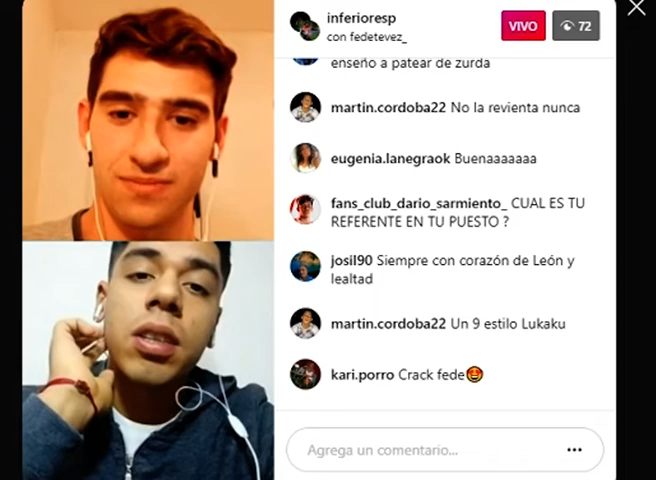 inferioresp
con fedetevez_
VIVO
72
enseño a patear de zurda
martin.cordoba22 No la revienta nunca
eugenia.lanegraok Buenaaaaaaa
fans_club_dario_sarmiento_ CUAL ES TU
REFERENTE EN TU PUESTO ?
josil90 Siempre con corazón de León y
lealtad
martin.cordoba22 Un 9 estilo Lukaku
kari.porro Crack fede
Agrega un comentario...